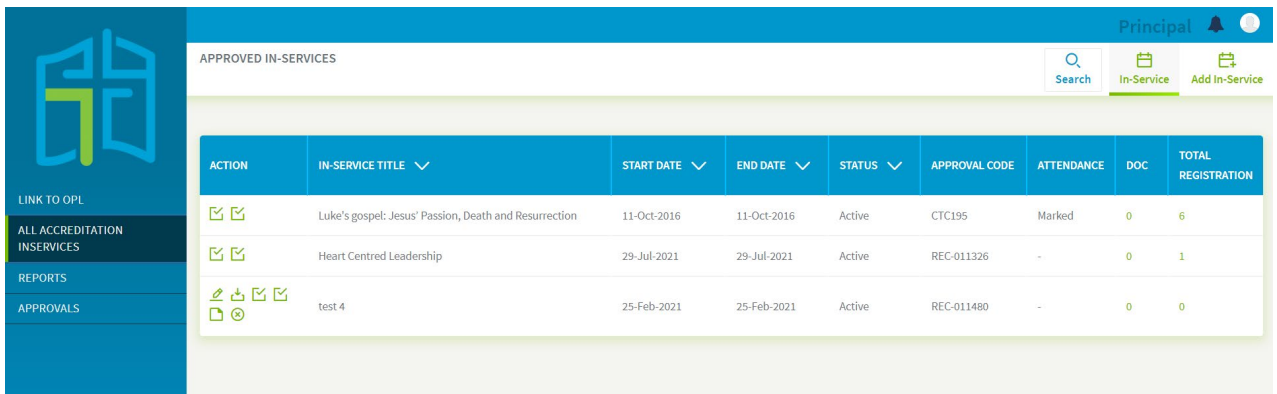 Principal
APPROVED IN-SERVICES
Search
In-Service
Add In-Service
LINK TO OPL
ALL ACCREDITATION
INSERVICES
REPORTS
APPROVALS
ACTION IN-SERVICE TITLE START DATE END DATE STATUS APPROVAL CODE ATTENDANCE DOC TOTAL
REGISTRATION
Luke's gospel: Jesus' Passion, Death and Resurrection 11-Oct-2016 11-Oct-2016 Active CTC195 Marked 0 6
Heart Centred Leadership 29-Jul-2021 29-Jul-2021 Active REC-011326 - 0 1
test 4 25-Feb-2021 25-Feb-2021 Active REC-011480 - 0 0